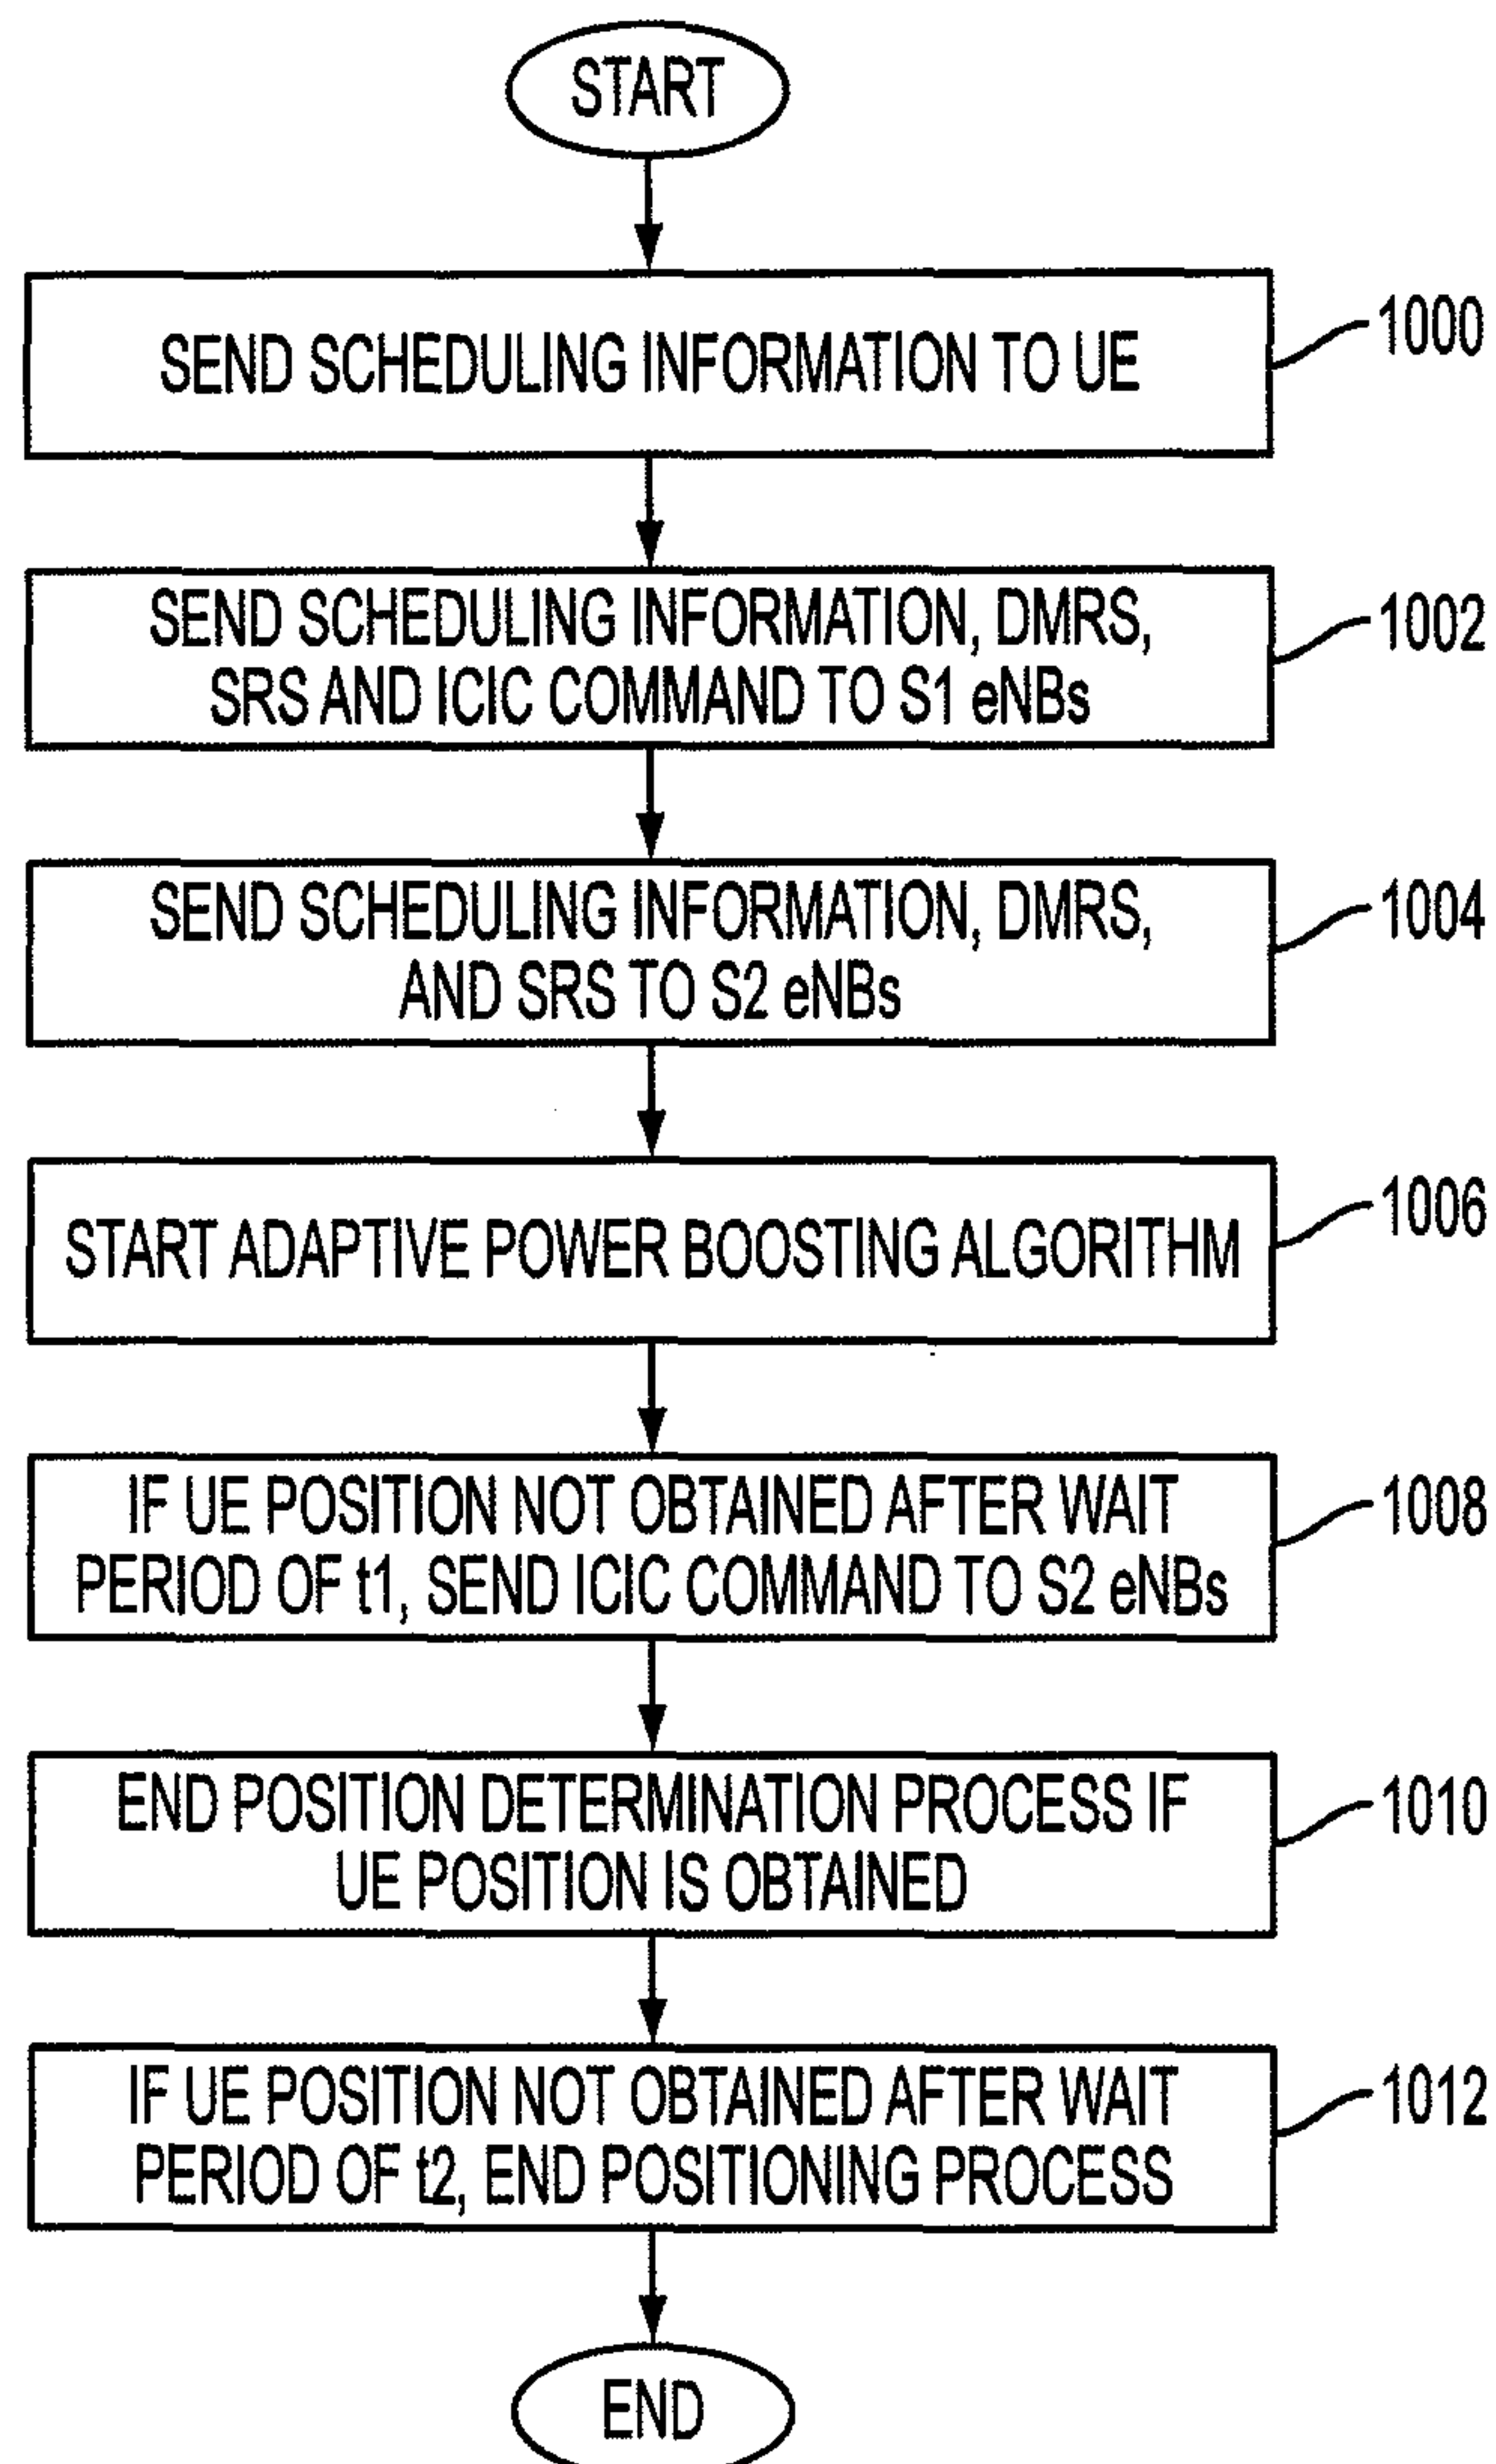 START
SEND SCHEDULING INFORMATION TO UE
1000
SEND SCHEDULING INFORMATION, DMRS,
SRS AND ICIC COMMAND TO S1 eNBs
1002
SEND SCHEDULING INFORMATION, DMRS,
AND SRS TO S2 eNBs
1004
START ADAPTIVE POWER BOOSTING ALGORITHM
1006
IF UE POSITION NOT OBTAINED AFTER WAIT
PERIOD OF t1, SEND ICIC COMMAND TO S2 eNBs
1008
END POSITION DETERMINATION PROCESS IF
UE POSITION IS OBTAINED
1010
IF UE POSITION NOT OBTAINED AFTER WAIT
PERIOD OF t2, END POSITIONING PROCESS
1012
END